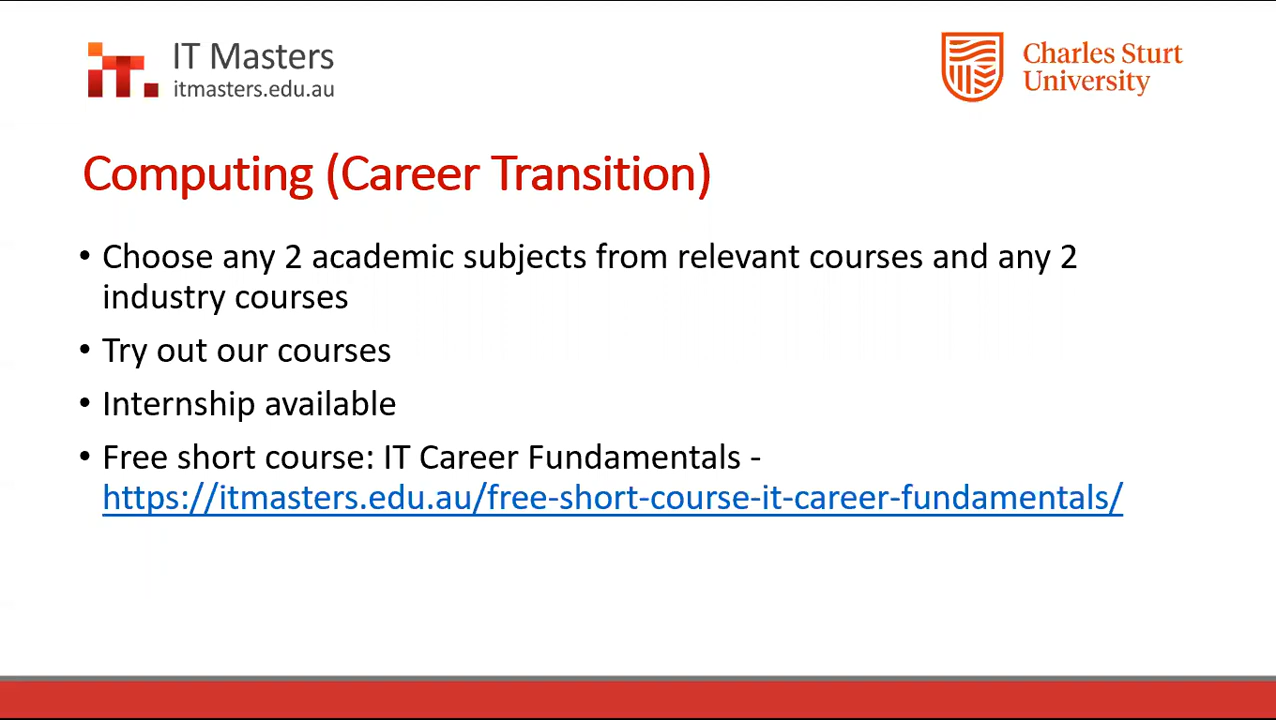 IT Masters
itmasters.edu.au
Charles Sturt
University
Computing (Career Transition)
• Choose any 2 academic subjects from relevant courses and any 2
industry courses
• Try out our courses
• Internship available
• Free short course: IT Career Fundamentals -
https://itmasters.edu.au/free-short-course-it-career-fundamentals/